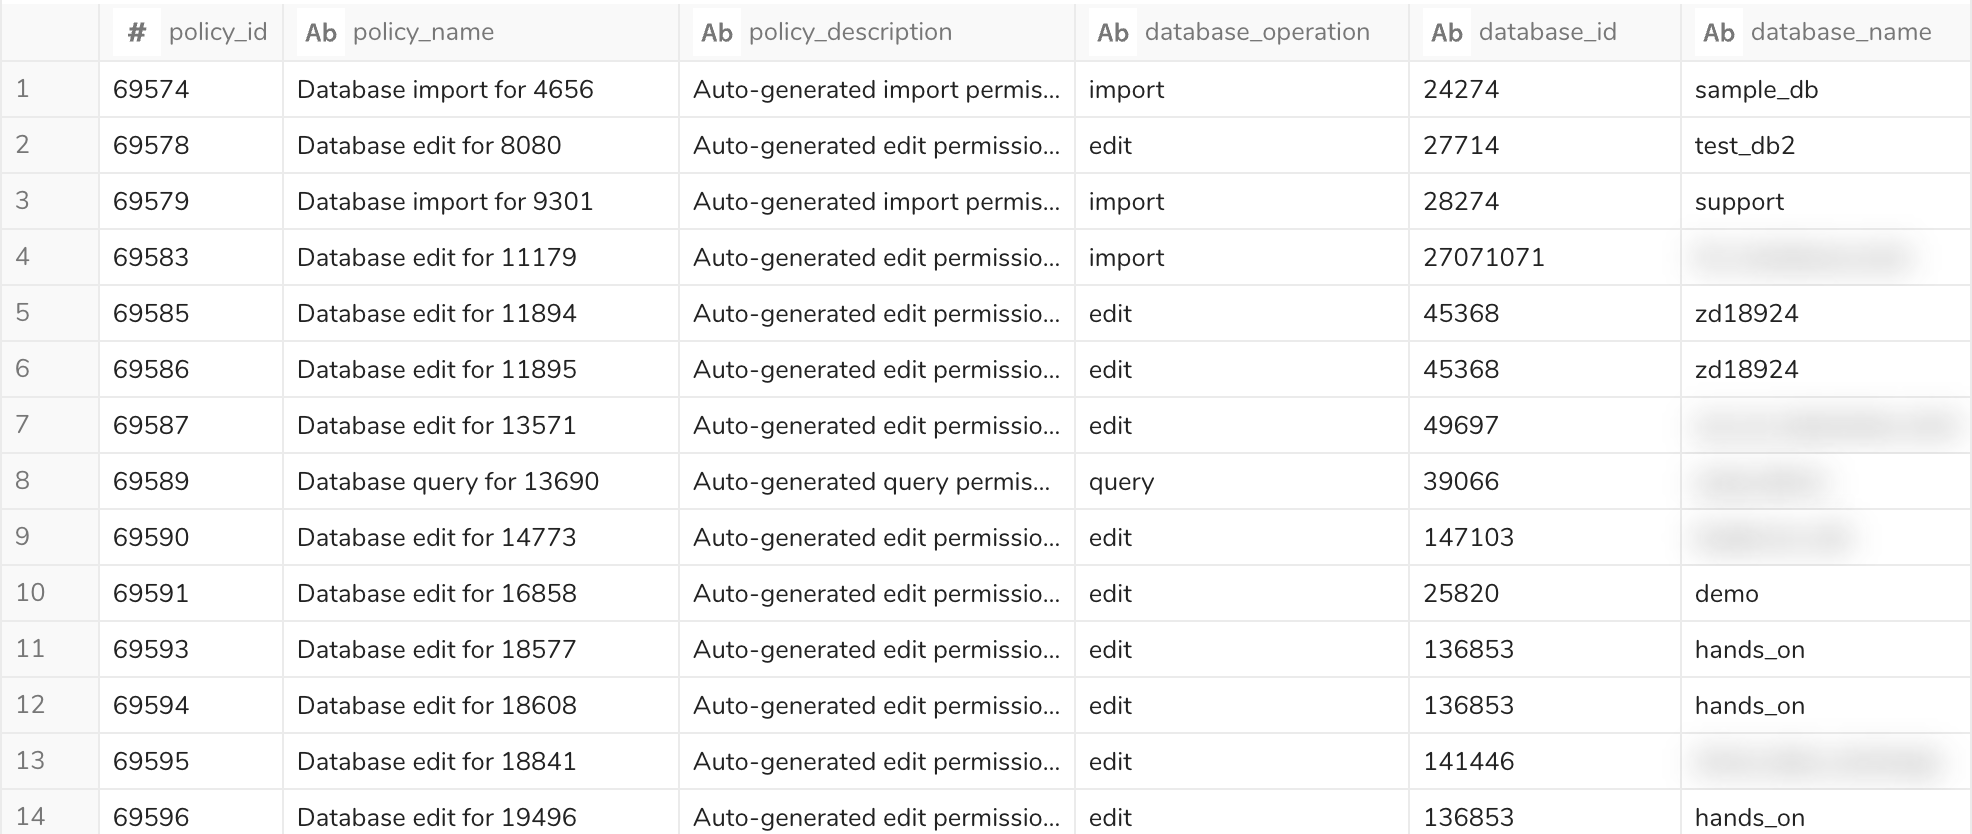 # policy_id Ab policy_name Ab policy_description Ab database_operation Ab database_id Ab database_name
1 69574 Database import for 4656 Auto-generated import permis... import 24274 sample_db
2 69578 Database edit for 8080 Auto-generated edit permissio... edit 27714 test_db2
3 69579 Database import for 9301 Auto-generated import permis... import 28274 support
4 69583 Database edit for 11179 Auto-generated edit permissio... import 27071071
5 69585 Database edit for 11894 Auto-generated edit permissio... edit 45368 zd18924
6 69586 Database edit for 11895 Auto-generated edit permissio... edit 45368 zd18924
7 69587 Database edit for 13571 Auto-generated edit permissio... edit 49697
8 69589 Database query for 13690 Auto-generated query permis... query 39066
9 69590 Database edit for 14773 Auto-generated edit permissio... edit 147103
10 69591 Database edit for 16858 Auto-generated edit permissio... edit 25820 demo
11 69593 Database edit for 18577 Auto-generated edit permissio... edit 136853 hands_on
12 69594 Database edit for 18608 Auto-generated edit permissio... edit 136853 hands_on
13 69595 Database edit for 18841 Auto-generated edit permissio... edit 141446
14 69596 Database edit for 19496 Auto-generated edit permissio... edit 136853 hands_on